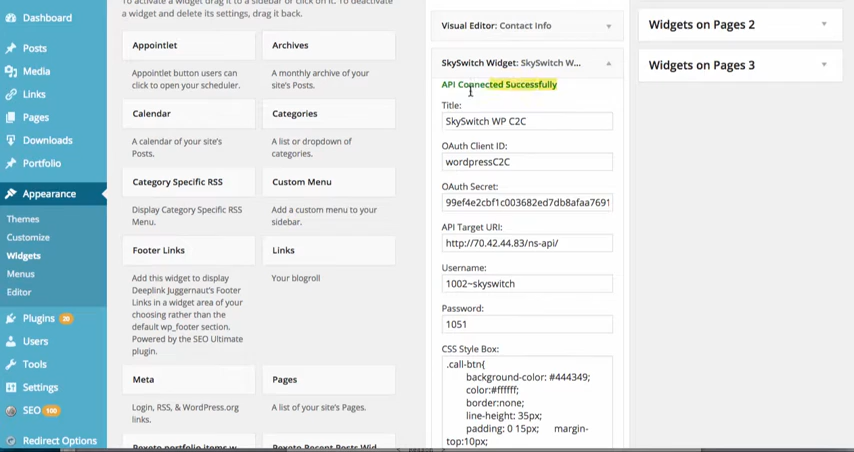 To activate a widget drag it to a sidebar or click on it. To deactivate
a widget and delete its settings, drag it back.
Dashboard
Posts
Media
Links
Pages
Downloads
Portfolio
Appearance
Themes
Customize
Widgets
Menus
Editor
Plugins 20
Users
Tools
Settings
SEO 100
Redirect Options
Appointlet
Appointlet button users can
click to open your scheduler.
Archives
A monthly archive of your
site's Posts.
Calendar
A calendar of your site's
Posts.
Categories
A list or dropdown of
categories.
Category Specific RSS
Display Category Specific RSS
Menu.
Custom Menu
Add a custom menu to your
sidebar.
Footer Links
Add this widget to display
Deeplink Juggernaut's Footer
Links in a widget area of your
choosing rather than the
default wp_footer section.
Powered by the SEO Ultimate
plugin.
Links
Your blogroll
Meta
Login, RSS, & WordPress.org
links.
Pages
A list of your site's Pages.
Visual Editor: Contact Info
SkySwitch Widget: SkySwitch W...
API Connected Successfully
Title:
SkySwitch WP C2C
OAuth Client ID:
wordpressC2C
OAuth Secret:
99ef4e2cbf1c003682ed7db8afaa7691
API Target URI:
http://70.42.44.83/ns-api/
Username:
1002~skyswitch
Password:
1051
CSS Style Box:
.call-btn{
background-color: #444349;
color:#ffffff;
border:none;
line-height: 35px;
padding: 0 15px; margin-
top:10px;
Widgets on Pages 2
Widgets on Pages 3